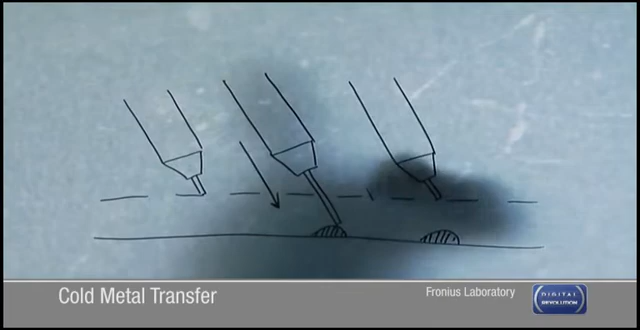 Cold Metal Transfer
Fronius Laboratory
DIGITAL
REVOLUTION